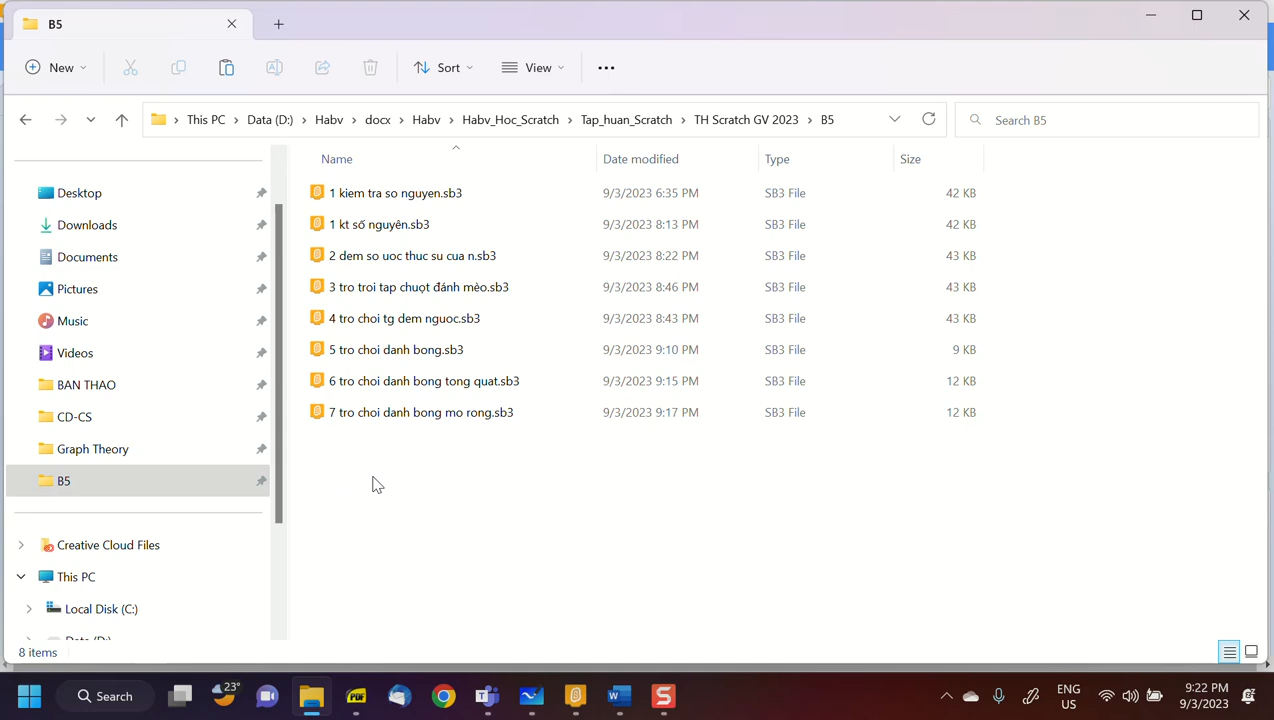 B5
New
Sort
View
This PC > Data (D:) > Habv > docx > Habv > Habv_Hoc_Scratch > Tap_huan_Scratch > TH Scratch GV 2023 > B5
Search B5
Name Date modified Type Size
1 kiem tra so nguyen.sb3 9/3/2023 6:35 PM SB3 File 42 KB
1 kt số nguyên.sb3 9/3/2023 8:13 PM SB3 File 42 KB
2 dem so uoc thuc su cua n.sb3 9/3/2023 8:22 PM SB3 File 43 KB
3 tro troi tap chuọt đánh mèo.sb3 9/3/2023 8:46 PM SB3 File 43 KB
4 tro choi tg dem nguoc.sb3 9/3/2023 8:43 PM SB3 File 43 KB
5 tro choi danh bong.sb3 9/3/2023 9:10 PM SB3 File 9 KB
6 tro choi danh bong tong quat.sb3 9/3/2023 9:15 PM SB3 File 12 KB
7 tro choi danh bong mo rong.sb3 9/3/2023 9:17 PM SB3 File 12 KB
Desktop
Downloads
Documents
Pictures
Music
Videos
BAN THAO
CD-CS
Graph Theory
B5
Creative Cloud Files
This PC
Local Disk (C:)
Data (D:)
8 items
Search
23°
PDF
ENG
US
9:22 PM
9/3/2023